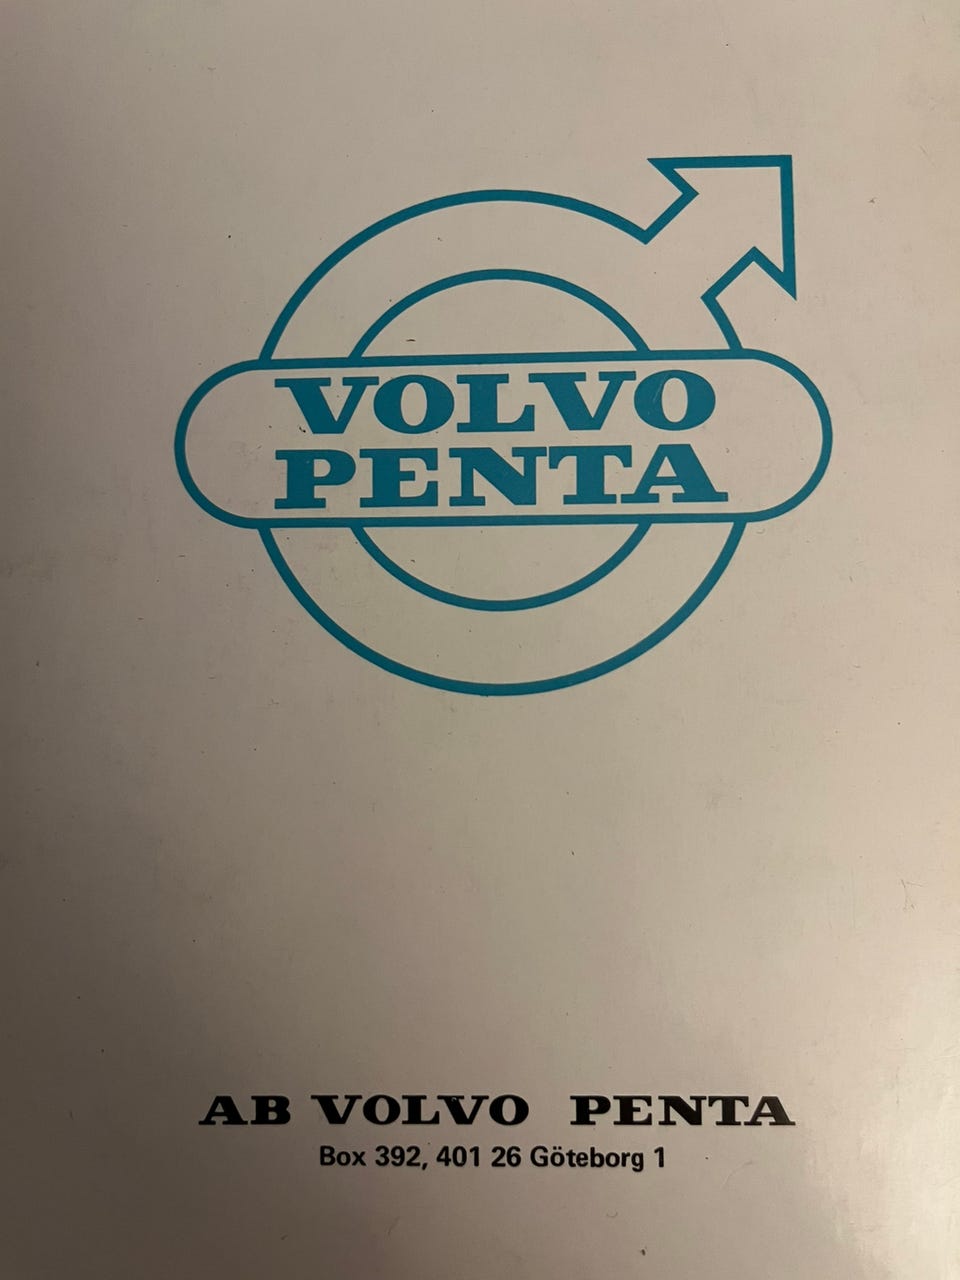 VOLVO
PENTA
AB VOLVO PENTA
Box 392, 401 26 Göteborg 1